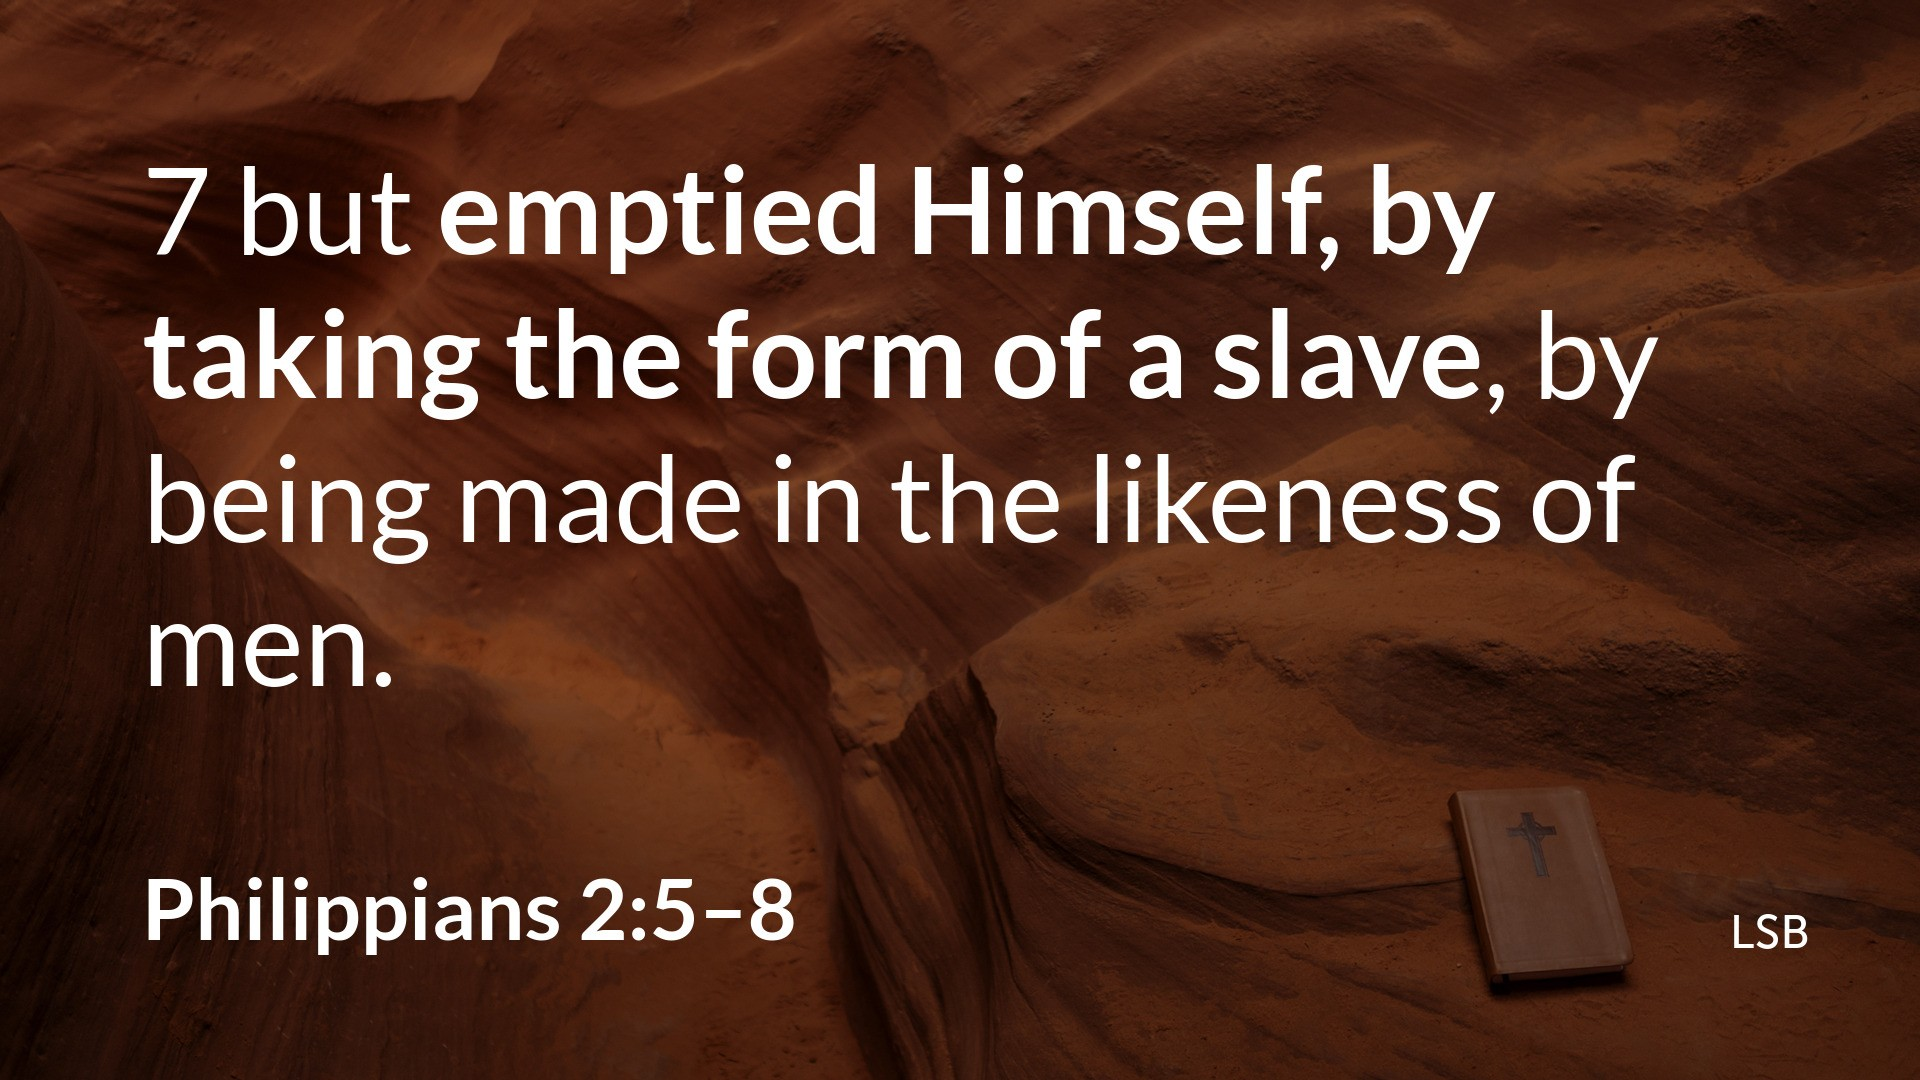 7 but emptied Himself, by
taking the form of a slave, by
being made in the likeness of
men.
Philippians 2:5–8
LSB